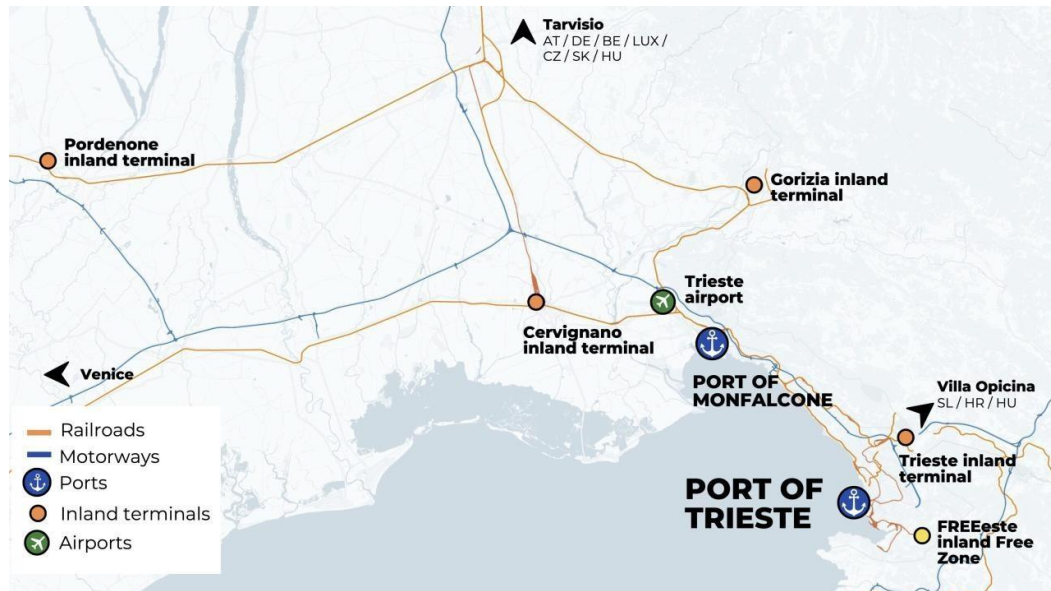 Tarvisio
AT / DE / BE / LUX /
CZ / SK / HU
Pordenone
inland terminal
Gorizia inland
terminal
Trieste
airport
Cervignano
inland terminal
PORT OF
MONFALCONE
Venice
Villa Opicina
SL / HR / HU
Trieste inland
terminal
PORT OF
TRIESTE
FREEeste
inland Free
Zone
Railroads
Motorways
Ports
Inland terminals
Airports